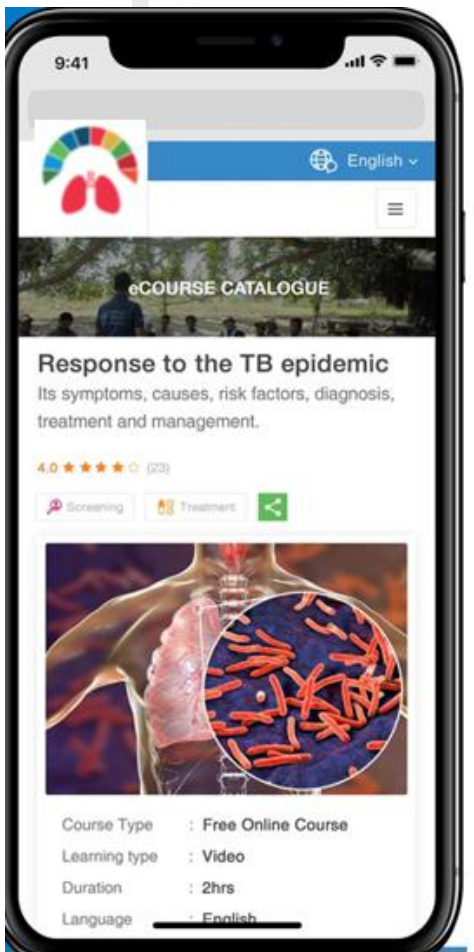 9:41
English
eCOURSE CATALOGUE
Response to the TB epidemic
Its symptoms, causes, risk factors, diagnosis,
treatment and management.
4.0 ★★★★☆ (23)
Screening Treatment
Course Type : Free Online Course
Learning type : Video
Duration : 2hrs
Language : English